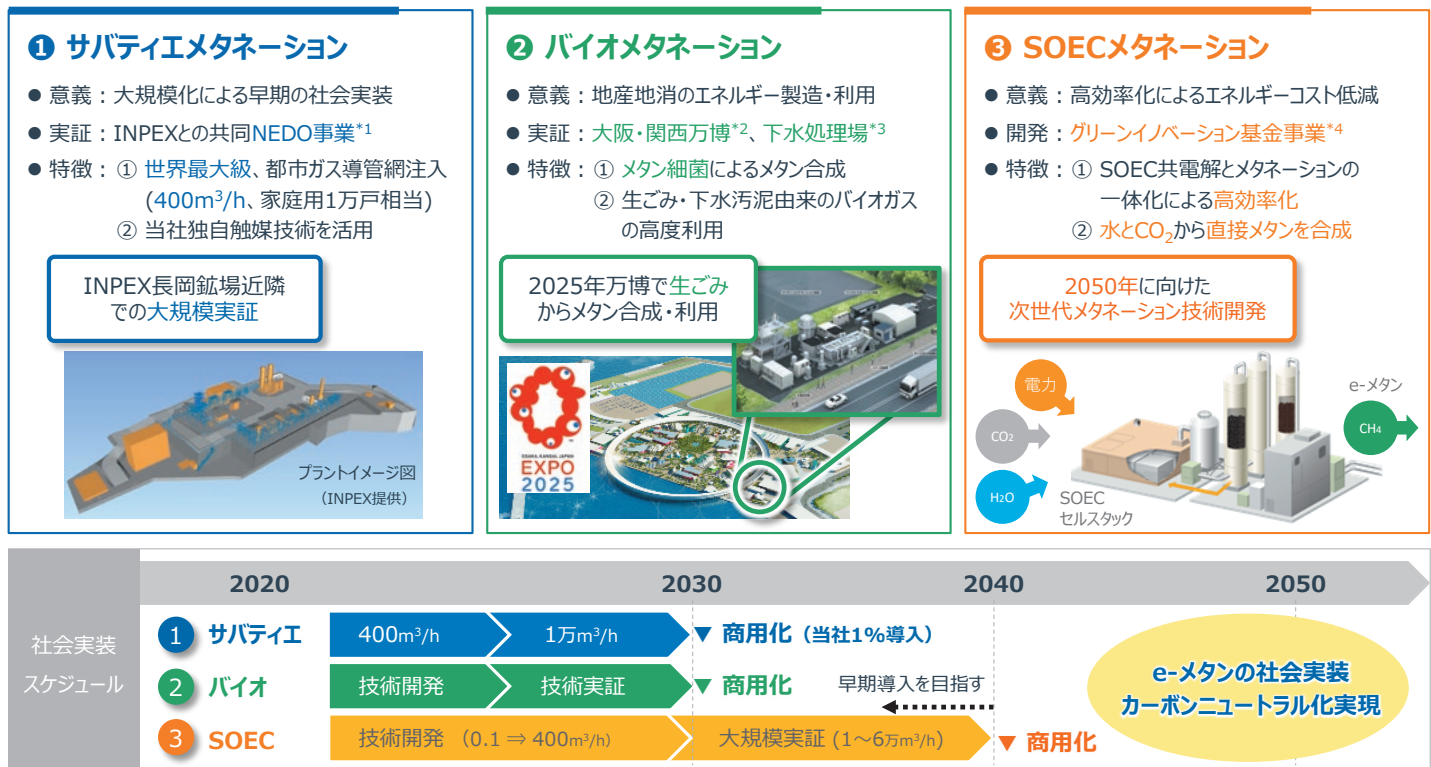 ❶ サバティエメタネーション
● 意義：大規模化による早期の社会実装
● 実証：INPEXとの共同NEDO事業*1
● 特徴：① 世界最大級、都市ガス導管網注入
(400m³/h、家庭用1万戸相当)
② 当社独自触媒技術を活用
INPEX長岡鉱場近隣
での大規模実証
プラントイメージ図
（INPEX提供）
❷ バイオメタネーション
● 意義：地産地消のエネルギー製造・利用
● 実証：大阪・関西万博*2、下水処理場*3
● 特徴：① メタン細菌によるメタン合成
② 生ごみ・下水汚泥由来のバイオガス
の高度利用
2025年万博で生ごみ
からメタン合成・利用
OSAKA, KANSAI, JAPAN
EXPO
2025
❸ SOECメタネーション
● 意義：高効率化によるエネルギーコスト低減
● 開発：グリーンイノベーション基金事業*4
● 特徴：① SOEC共電解とメタネーションの
一体化による高効率化
② 水とCO₂から直接メタンを合成
2050年に向けた
次世代メタネーション技術開発
電力
CO₂
H₂O
SOEC
セルスタック
e-メタン
CH₄
社会実装
スケジュール
2020 2030 2040 2050
1 サバティエ 400m³/h 1万m³/h ▼ 商用化（当社1%導入）
2 バイオ 技術開発 技術実証 ▼ 商用化 早期導入を目指す
3 SOEC 技術開発 （0.1 ⇒ 400m³/h） 大規模実証 (1～6万m³/h) ▼ 商用化
e-メタンの社会実装
カーボンニュートラル化実現